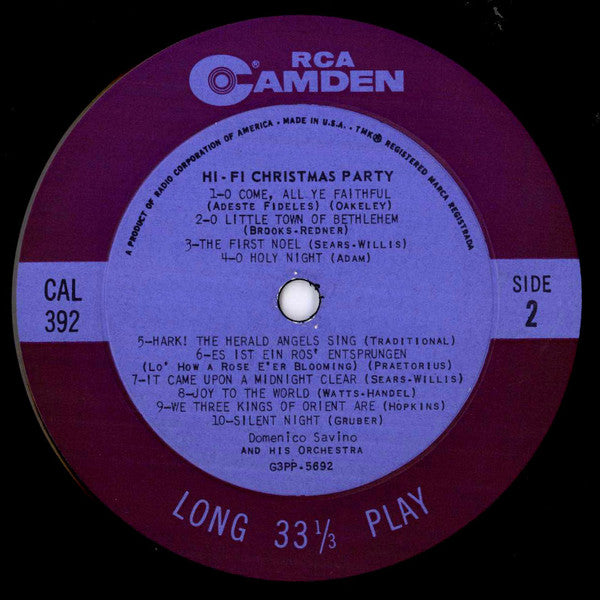 RCA
CAMDEN®
A PRODUCT OF RADIO CORPORATION OF AMERICA • MADE IN U.S.A. • TMK® REGISTERED MARCA REGISTRADA
HI-FI CHRISTMAS PARTY
1-O COME, ALL YE FAITHFUL
(ADESTE FIDELES) (OAKELEY)
2-O LITTLE TOWN OF BETHLEHEM
(BROOKS-REDNER)
3-THE FIRST NOEL (SEARS-WILLIS)
4-O HOLY NIGHT (ADAM)
CAL
392
SIDE
2
5-HARK! THE HERALD ANGELS SING (TRADITIONAL)
6-ES IST EIN ROS' ENTSPRUNGEN
(LO' HOW A ROSE E'ER BLOOMING) (PRAETORIUS)
7-IT CAME UPON A MIDNIGHT CLEAR (SEARS-WILLIS)
8-JOY TO THE WORLD (WATTS-HANDEL)
9-WE THREE KINGS OF ORIENT ARE (HOPKINS)
10-SILENT NIGHT (GRUBER)
Domenico Savino
AND HIS ORCHESTRA
G3PP-5692
LONG 33⅓ PLAY